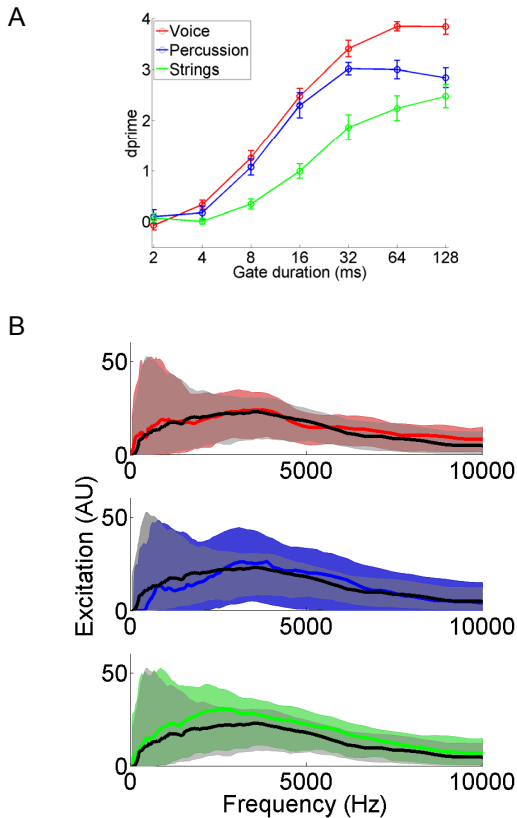 A
4
Voice
Percussion
Strings
3
2
1
0
dprime
2 4 8 16 32 64 128
Gate duration (ms)
B
50
0
0 5000 10000
50
0
0 5000 10000
50
0
0 5000 10000
Excitation (AU)
Frequency (Hz)